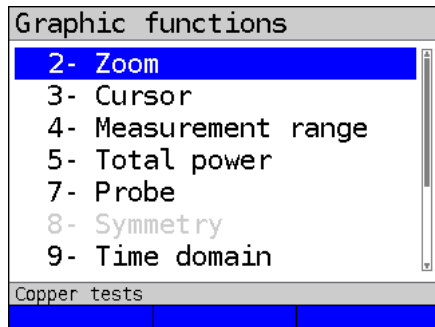 Graphic functions
2- Zoom
3- Cursor
4- Measurement range
5- Total power
7- Probe
8- Symmetry
9- Time domain
Copper tests